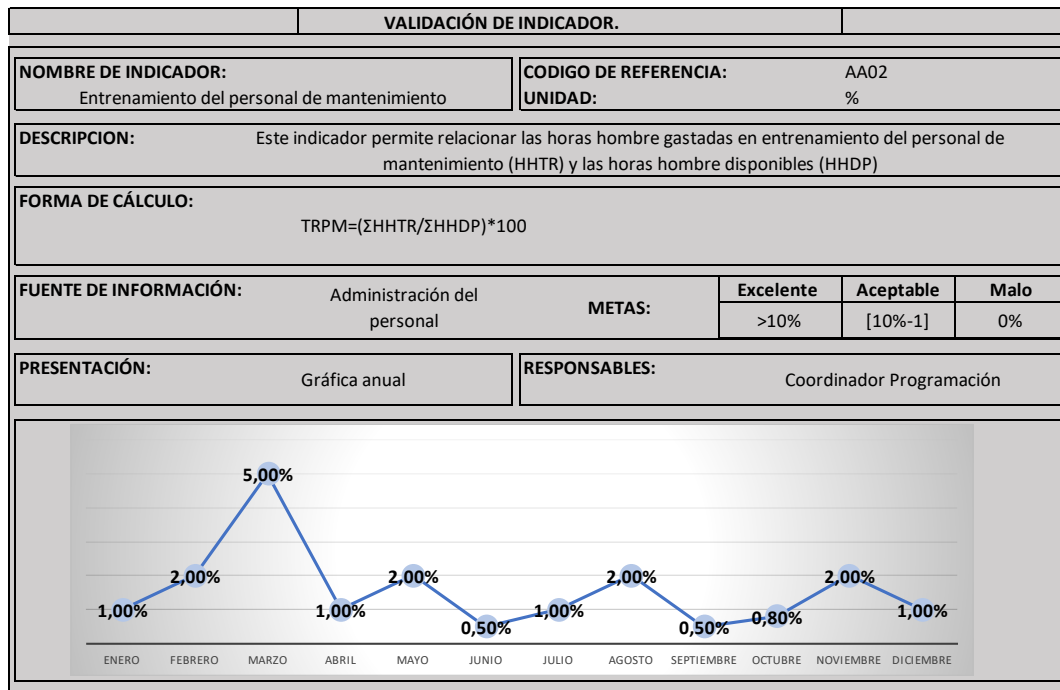 VALIDACIÓN DE INDICADOR.
NOMBRE DE INDICADOR:
Entrenamiento del personal de mantenimiento
CODIGO DE REFERENCIA: AA02
UNIDAD: %
DESCRIPCION: Este indicador permite relacionar las horas hombre gastadas en entrenamiento del personal de
mantenimiento (HHTR) y las horas hombre disponibles (HHDP)
FORMA DE CÁLCULO:
TRPM=(ΣHHTR/ΣHHDP)*100
FUENTE DE INFORMACIÓN: Administración del
personal
METAS:
Excelente Aceptable Malo
>10% [10%-1] 0%
PRESENTACIÓN: Gráfica anual
RESPONSABLES: Coordinador Programación
1,00% 2,00% 5,00% 1,00% 2,00% 0,50% 1,00% 2,00% 0,50% 0,80% 2,00% 1,00%
ENERO FEBRERO MARZO ABRIL MAYO JUNIO JULIO AGOSTO SEPTIEMBRE OCTUBRE NOVIEMBRE DICIEMBRE